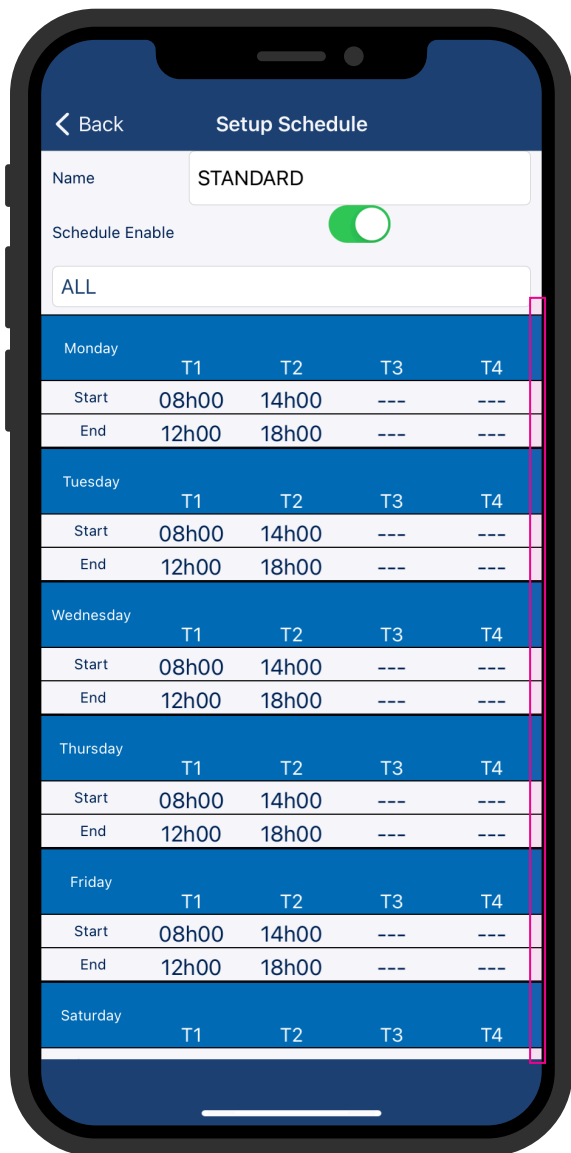 Back Setup Schedule
Name STANDARD
Schedule Enable
ALL
Monday
T1 T2 T3 T4
Start 08h00 14h00 --- ---
End 12h00 18h00 --- ---
Tuesday
T1 T2 T3 T4
Start 08h00 14h00 --- ---
End 12h00 18h00 --- ---
Wednesday
T1 T2 T3 T4
Start 08h00 14h00 --- ---
End 12h00 18h00 --- ---
Thursday
T1 T2 T3 T4
Start 08h00 14h00 --- ---
End 12h00 18h00 --- ---
Friday
T1 T2 T3 T4
Start 08h00 14h00 --- ---
End 12h00 18h00 --- ---
Saturday
T1 T2 T3 T4